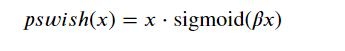 pswish(x) = x · sigmoid(βx)